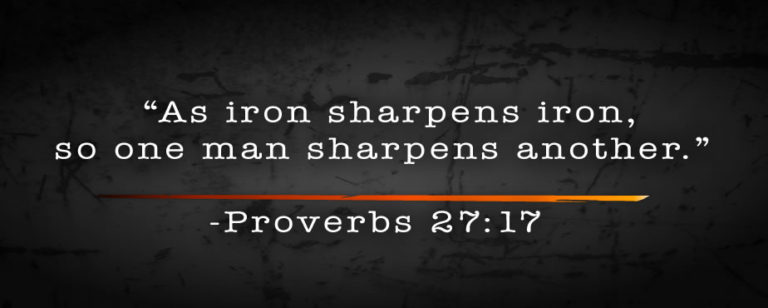 “As iron sharpens iron,
so one man sharpens another.”
-Proverbs 27:17